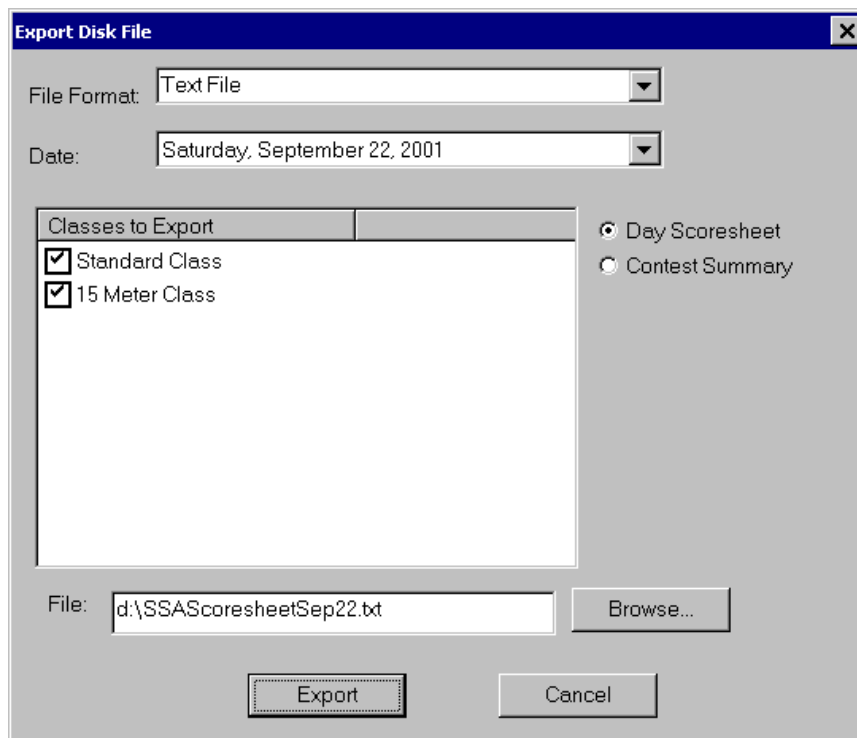 Export Disk File
File Format: Text File
Date: Saturday, September 22, 2001
Classes to Export
Standard Class
15 Meter Class
Day Scoresheet
Contest Summary
File: d:\SSAScoresheetSep22.txt Browse...
Export Cancel